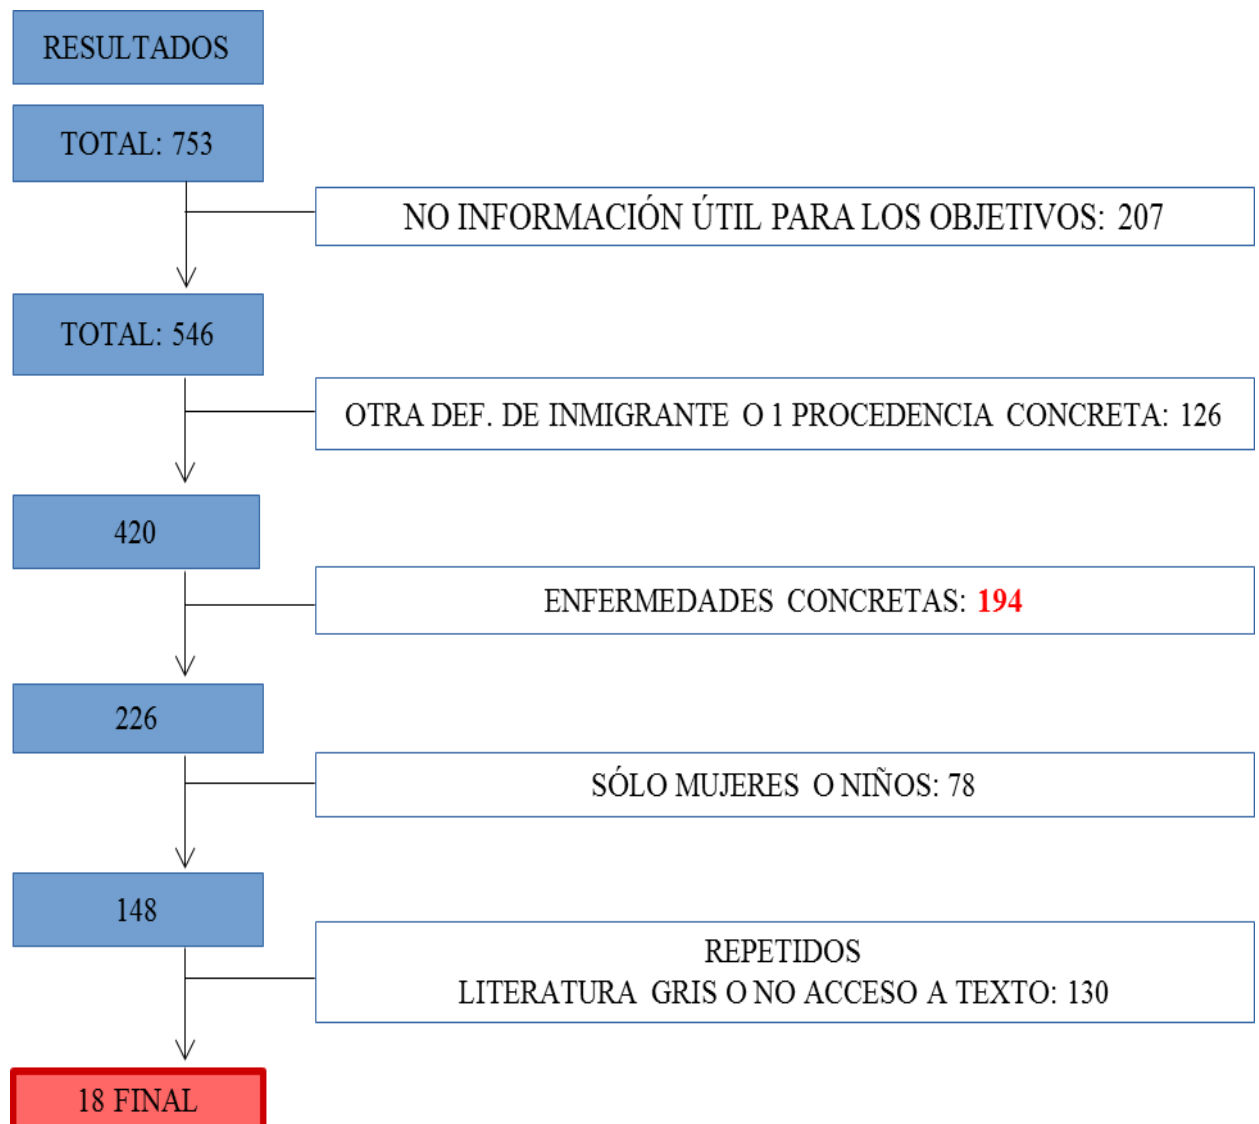 RESULTADOS
TOTAL: 753
NO INFORMACIÓN ÚTIL PARA LOS OBJETIVOS: 207
TOTAL: 546
OTRA DEF. DE INMIGRANTE O 1 PROCEDENCIA CONCRETA: 126
420
ENFERMEDADES CONCRETAS: 194
226
SÓLO MUJERES O NIÑOS: 78
148
REPETIDOS
LITERATURA GRIS O NO ACCESO A TEXTO: 130
18 FINAL